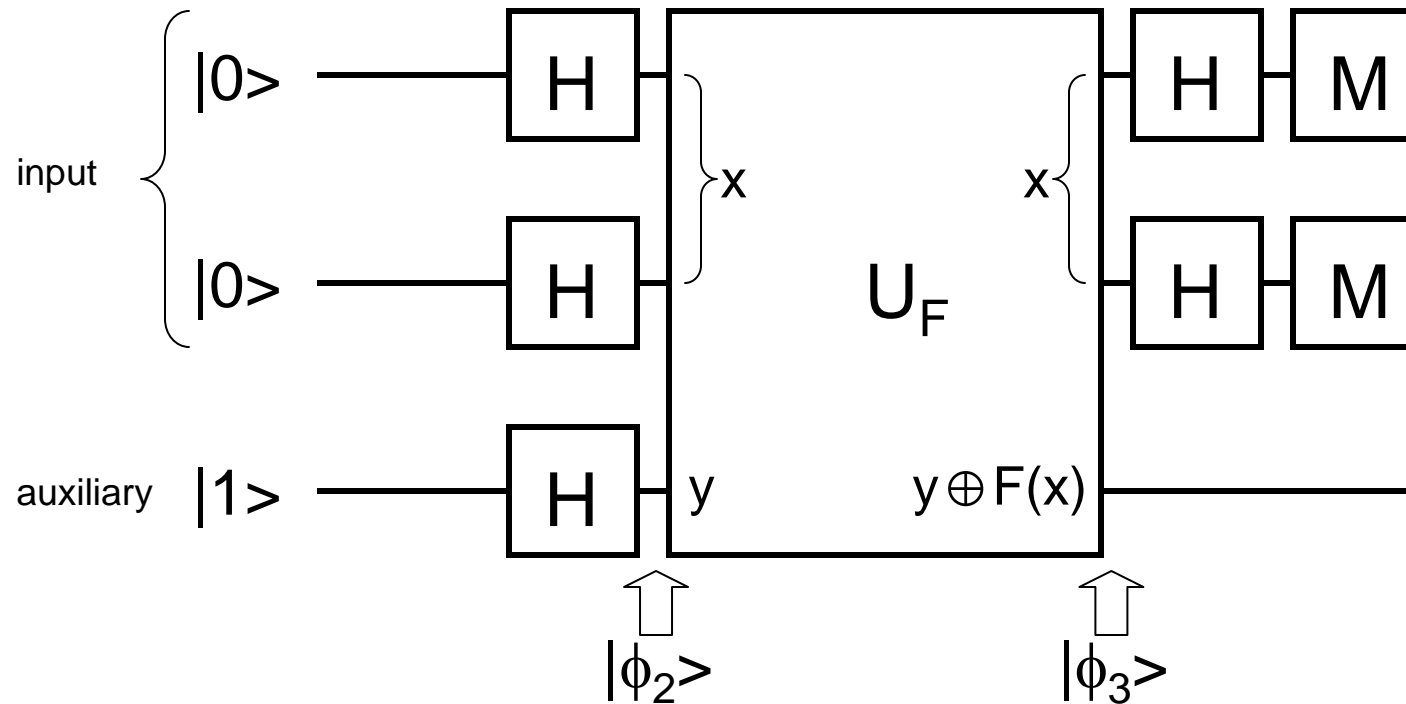 |0> H H M
input x x
|0> H U_F H M
auxiliary |1> H y y ⊕ F(x)
|ϕ₂> |ϕ₃>